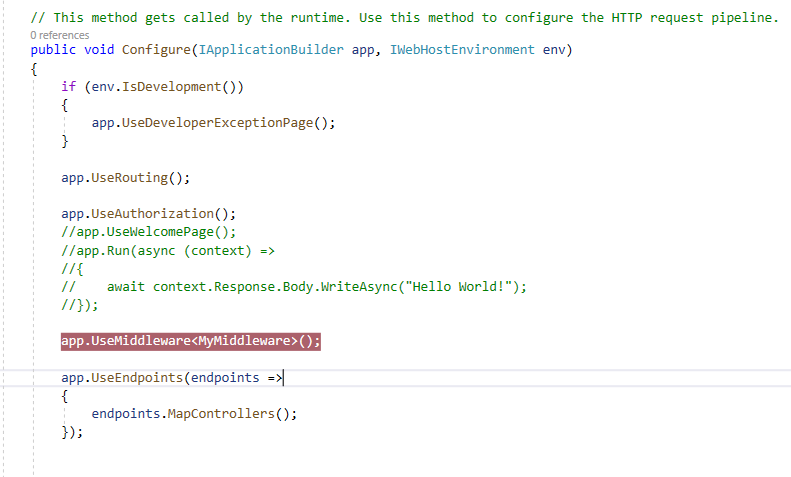 // This method gets called by the runtime. Use this method to configure the HTTP request pipeline.
0 references
public void Configure(IApplicationBuilder app, IWebHostEnvironment env)
{
    if (env.IsDevelopment())
    {
        app.UseDeveloperExceptionPage();
    }
    app.UseRouting();
    app.UseAuthorization();
    //app.UseWelcomePage();
    //app.Run(async (context) =>
    //{
    //    await context.Response.Body.WriteAsync("Hello World!");
    //});
    app.UseMiddleware<MyMiddleware>();
    app.UseEndpoints(endpoints =>
    {
        endpoints.MapControllers();
    });